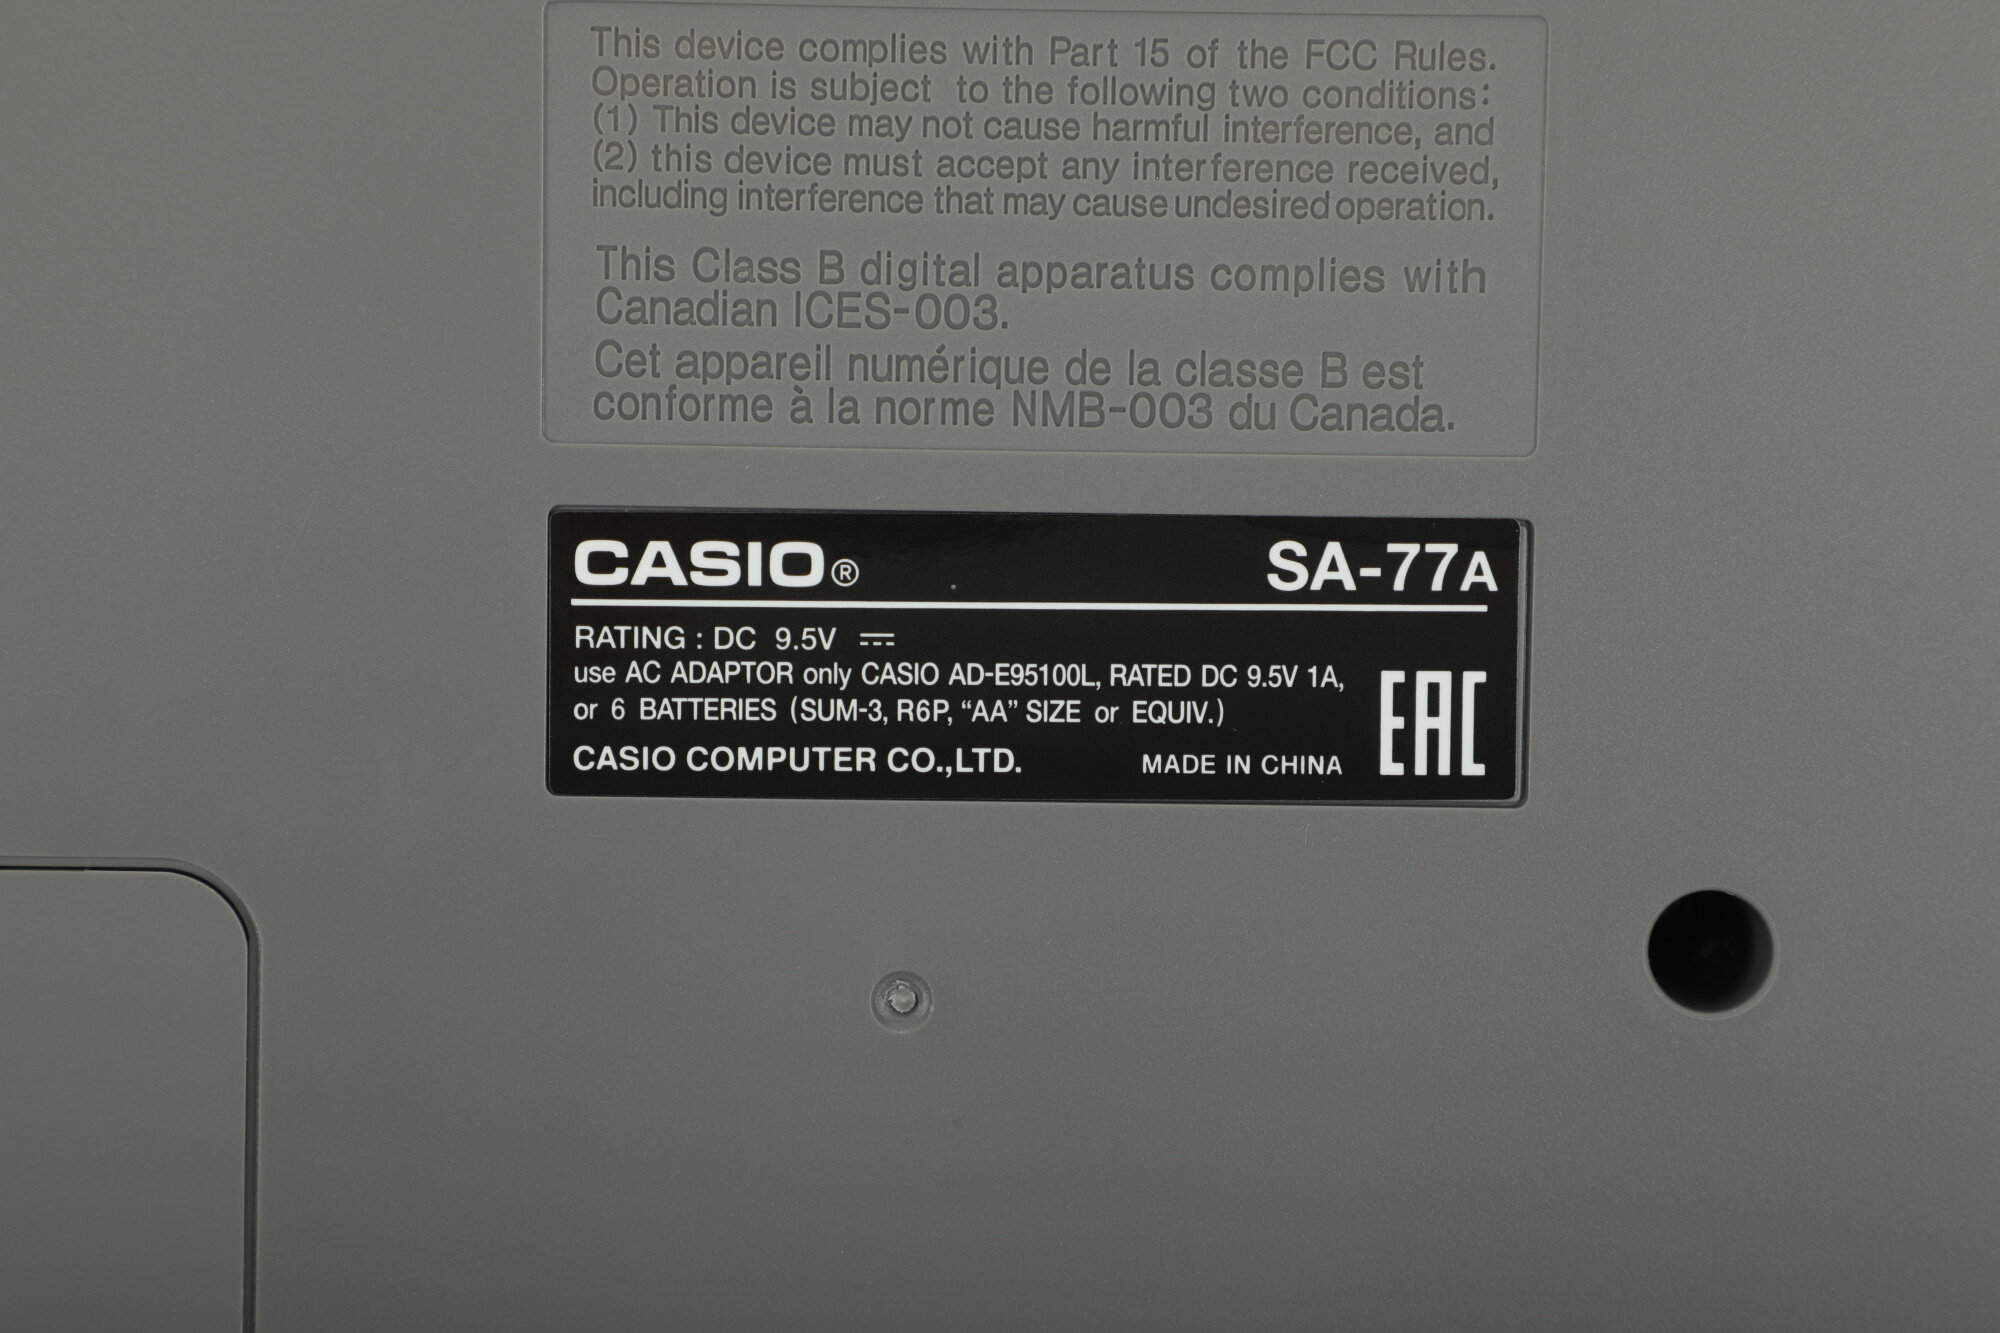 This device complies with Part 15 of the FCC Rules.
Operation is subject to the following two conditions:
(1) This device may not cause harmful interference, and
(2) this device must accept any interference received,
including interference that may cause undesired operation.
This Class B digital apparatus complies with
Canadian ICES-003.
Cet appareil numérique de la classe B est
conforme à la norme NMB-003 du Canada.
CASIO® SA-77A
RATING : DC 9.5V ⎓
use AC ADAPTOR only CASIO AD-E95100L, RATED DC 9.5V 1A,
or 6 BATTERIES (SUM-3, R6P, “AA” SIZE or EQUIV.)
CASIO COMPUTER CO.,LTD. MADE IN CHINA EAC